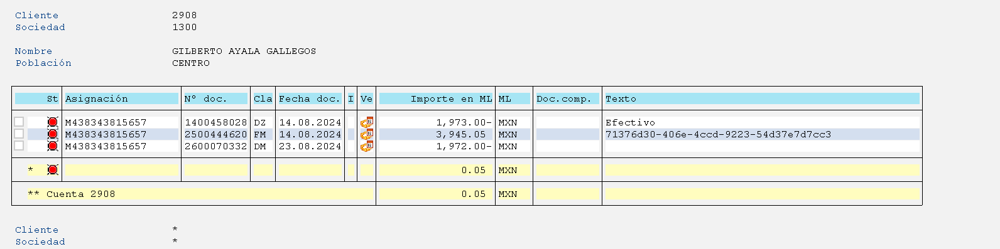 Cliente 2908
Sociedad 1300
Nombre GILBERTO AYALA GALLEGOS
Población CENTRO
St Asignación Nº doc. Cla Fecha doc. I Ve Importe en ML ML Doc.comp. Texto
M438343815657 1400458028 DZ 14.08.2024 1,973.00- MXN Efectivo
M438343815657 2500444620 FM 14.08.2024 3,945.05 MXN 71376d30-406e-4ccd-9223-54d37e7d7cc3
M438343815657 2600070332 DM 23.08.2024 1,972.00- MXN
* 0.05 MXN
** Cuenta 2908 0.05 MXN
Cliente *
Sociedad *